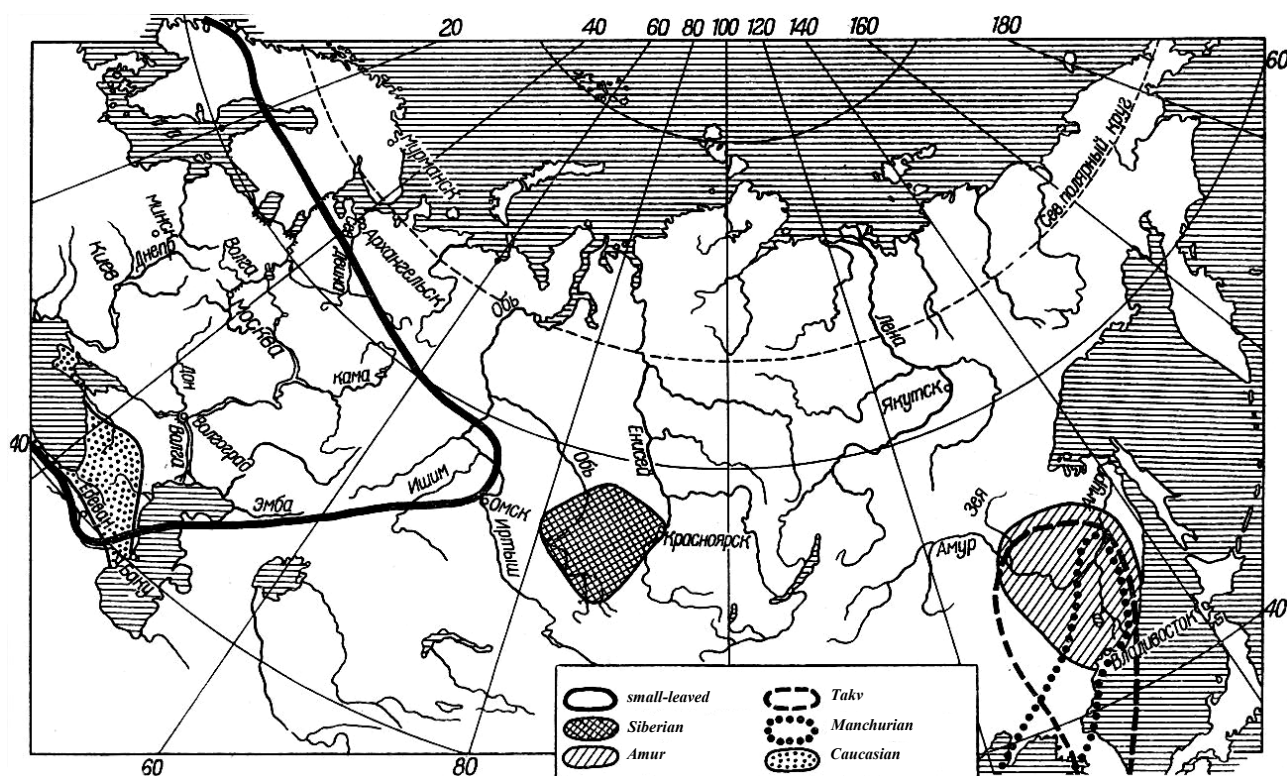 20 40 60 80 100 120 140 160 180
60
Мурманск
Сев. полярный круг
Минск
Днепр
Киев
Волга
Москва
Двина
Архангельск
Обь
Лена
Якутск
Кама
Дон
Волга
Волгоград
40
Ишим
Обь
Енисей
Эмба
Омск
Иртыш
Красноярск
Зея
Амур
Амур
Баку
Владивосток
40
small-leaved
Siberian
Amur
Takv
Manchurian
Caucasian
60
80